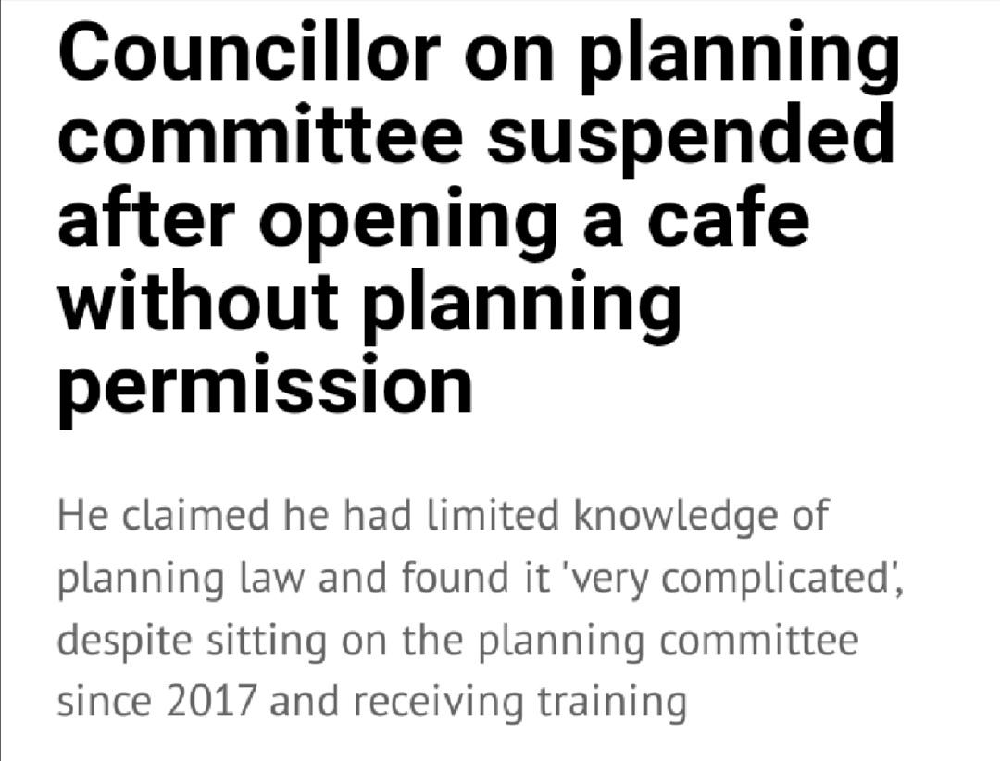 Councillor on planning
committee suspended
after opening a cafe
without planning
permission
He claimed he had limited knowledge of
planning law and found it 'very complicated',
despite sitting on the planning committee
since 2017 and receiving training